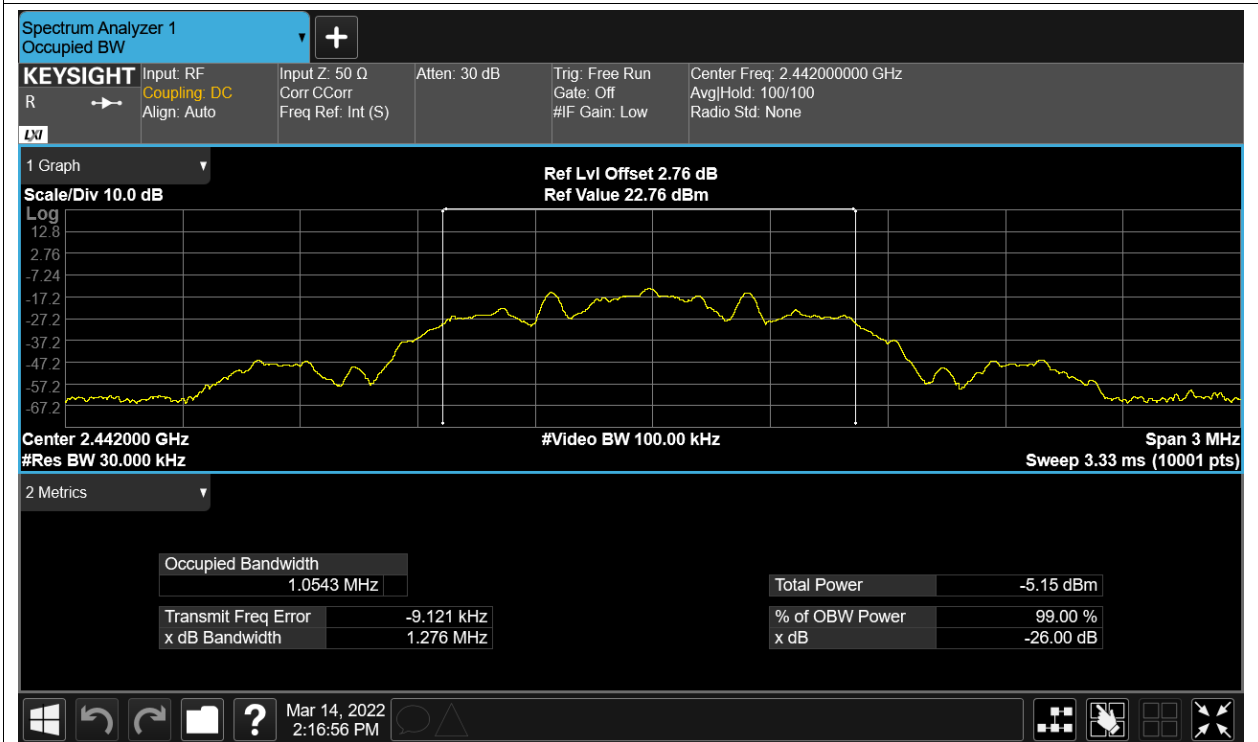 Spectrum Analyzer 1
Occupied BW
+
KEYSIGHT Input: RF Input Z: 50 Ω Atten: 30 dB Trig: Free Run Center Freq: 2.442000000 GHz
R Coupling: DC Corr CCorr Gate: Off Avg|Hold: 100/100
Align: Auto Freq Ref: Int (S) #IF Gain: Low Radio Std: None
LXI
1 Graph Ref Lvl Offset 2.76 dB
Scale/Div 10.0 dB Ref Value 22.76 dBm
Log
12.8
2.76
-7.24
-17.2
-27.2
-37.2
-47.2
-57.2
-67.2
Center 2.442000 GHz #Video BW 100.00 kHz Span 3 MHz
#Res BW 30.000 kHz Sweep 3.33 ms (10001 pts)
2 Metrics
Occupied Bandwidth
1.0543 MHz Total Power -5.15 dBm
Transmit Freq Error -9.121 kHz % of OBW Power 99.00 %
x dB Bandwidth 1.276 MHz x dB -26.00 dB
? Mar 14, 2022
2:16:56 PM